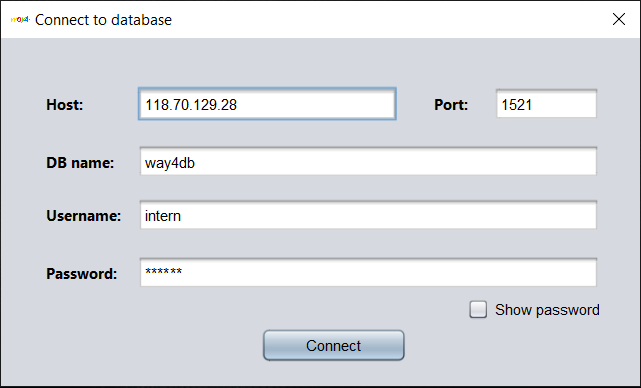 way4 Connect to database
Host: 118.70.129.28 Port: 1521
DB name: way4db
Username: intern
Password: ******
Show password
Connect